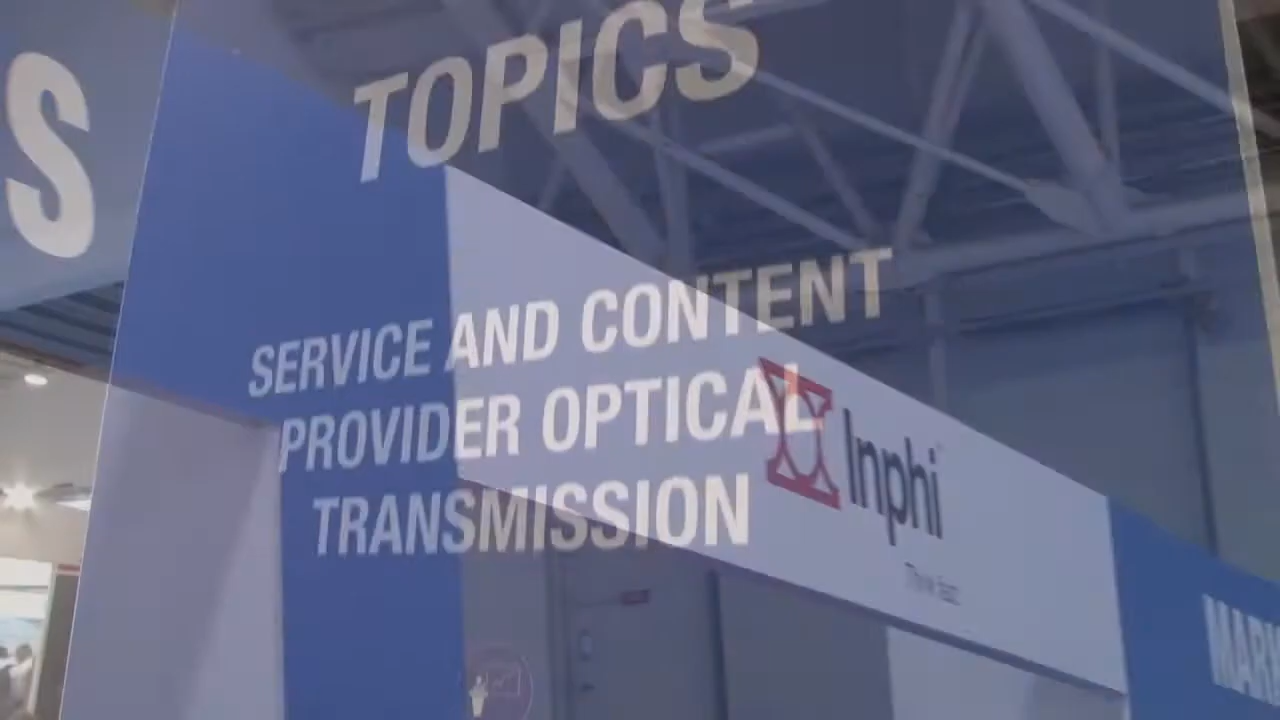 S
TOPICS
SERVICE AND CONTENT
PROVIDER OPTICAL
TRANSMISSION
Inphi